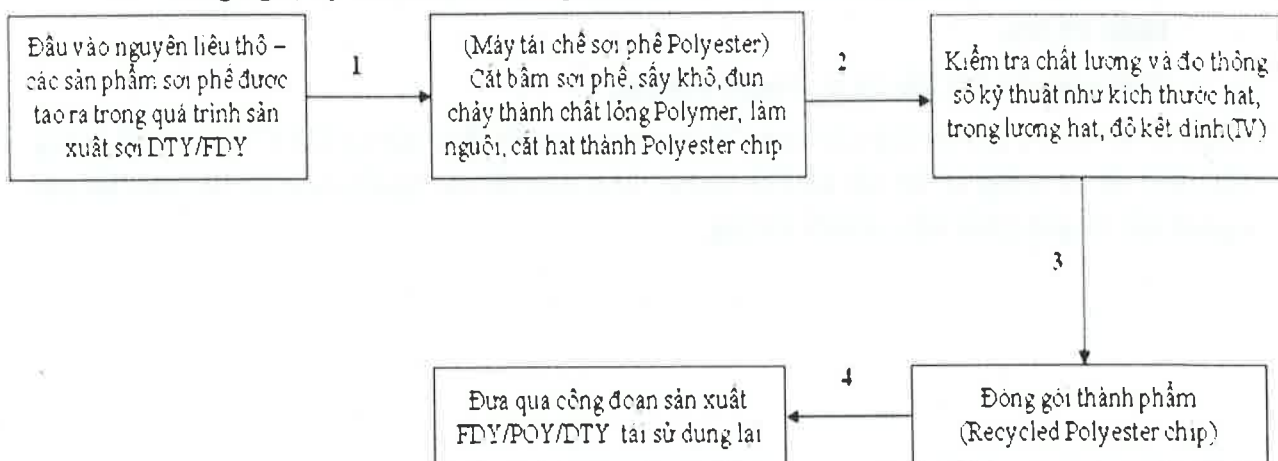 Đầu vào nguyên liệu thô –
các sản phẩm sợi phế được
tạo ra trong quá trình sản
xuất sợi DTY/FDY
1
(Máy tái chế sợi phế Polyester)
Cắt bằm sợi phế, sấy khô, đun
chảy thành chất lỏng Polymer, làm
nguội, cắt hạt thành Polyester chip
2
Kiểm tra chất lượng và đo thông
số kỹ thuật như kích thước hạt,
trọng lượng hạt, độ kết dính(IV)
3
Đóng gói thành phẩm
(Recycled Polyester chip)
4
Đưa qua công đoạn sản xuất
FDY/POY/DTY tái sử dụng lại